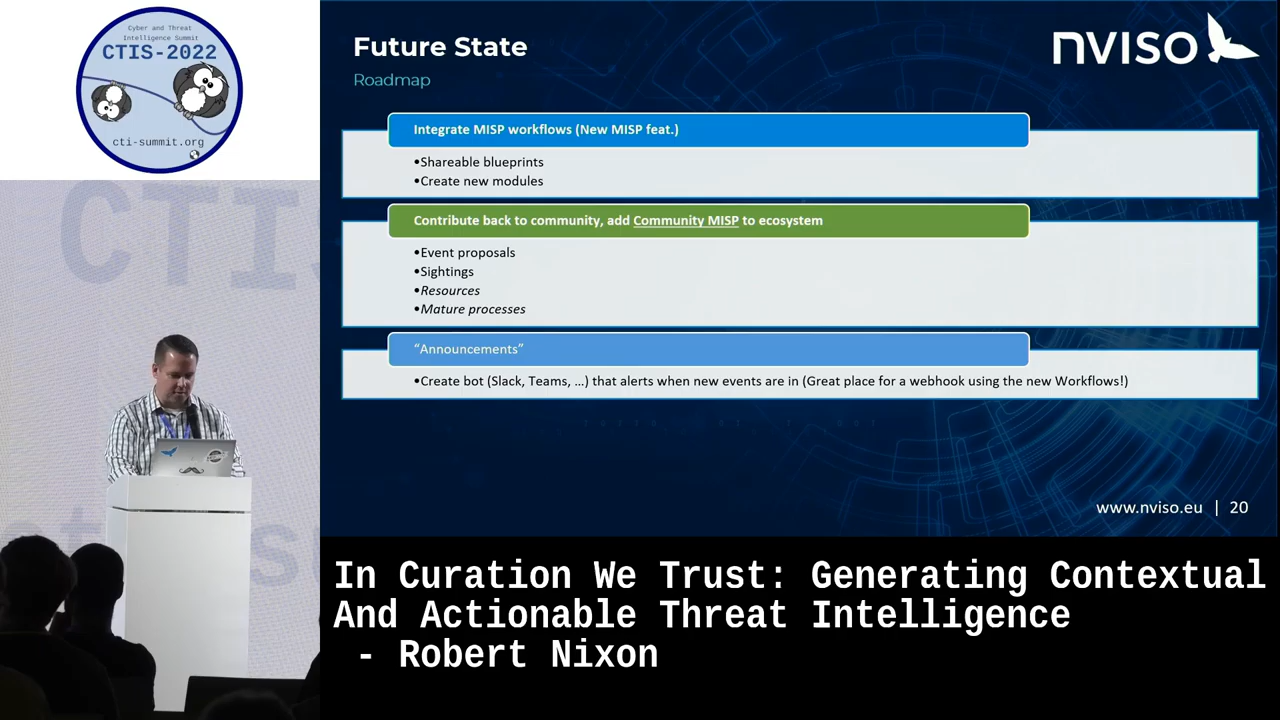 Cyber and Threat
Intelligence Summit
CTIS-2022
cti-summit.org
Future State
Roadmap
nviso
Integrate MISP workflows (New MISP feat.)
•Shareable blueprints
•Create new modules
Contribute back to community, add Community MISP to ecosystem
•Event proposals
•Sightings
•Resources
•Mature processes
“Announcements”
•Create bot (Slack, Teams, …) that alerts when new events are in (Great place for a webhook using the new Workflows!)
www.nviso.eu | 20
CTIS
In Curation We Trust: Generating Contextual
And Actionable Threat Intelligence
- Robert Nixon